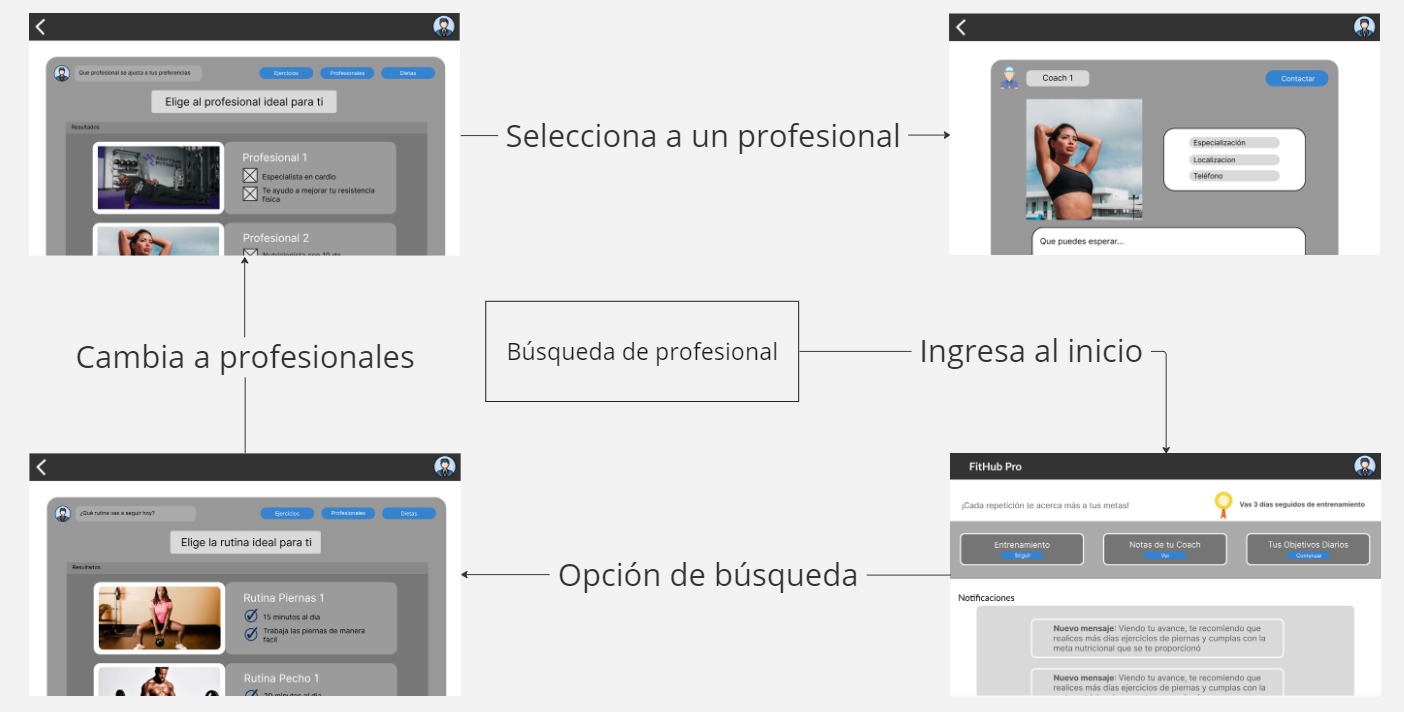 Que profesional se ajusta a tus preferencias
Ejercicios
Profesionales
Dietas
Elige al profesional ideal para ti
Resultados
Profesional 1
Especialista en cardio
Te ayudo a mejorar tu resistencia
física
Profesional 2
Nutricionista con 10 de
Selecciona a un profesional
Coach 1
Contactar
Especialización
Localizacion
Teléfono
Que puedes esperar...
Cambia a profesionales
Búsqueda de profesional
Ingresa al inicio
¿Qué rutina vas a seguir hoy?
Ejercicios
Profesionales
Dietas
Elige la rutina ideal para ti
Resultados
Rutina Piernas 1
15 minutos al dia
Trabaja las piernas de manera
facil
Rutina Pecho 1
20 minutos al dia
Opción de búsqueda
FitHub Pro
¡Cada repetición te acerca más a tus metas!
Vas 3 días seguidos de entrenamiento
Entrenamiento
Seguir
Notas de tu Coach
Ver
Tus Objetivos Diarios
Comenzar
Notificaciones
Nuevo mensaje: Viendo tu avance, te recomiendo que
realices más días ejercicios de piernas y cumplas con la
meta nutricional que se te proporcionó
Nuevo mensaje: Viendo tu avance, te recomiendo que
realices más días ejercicios de piernas y cumplas con la